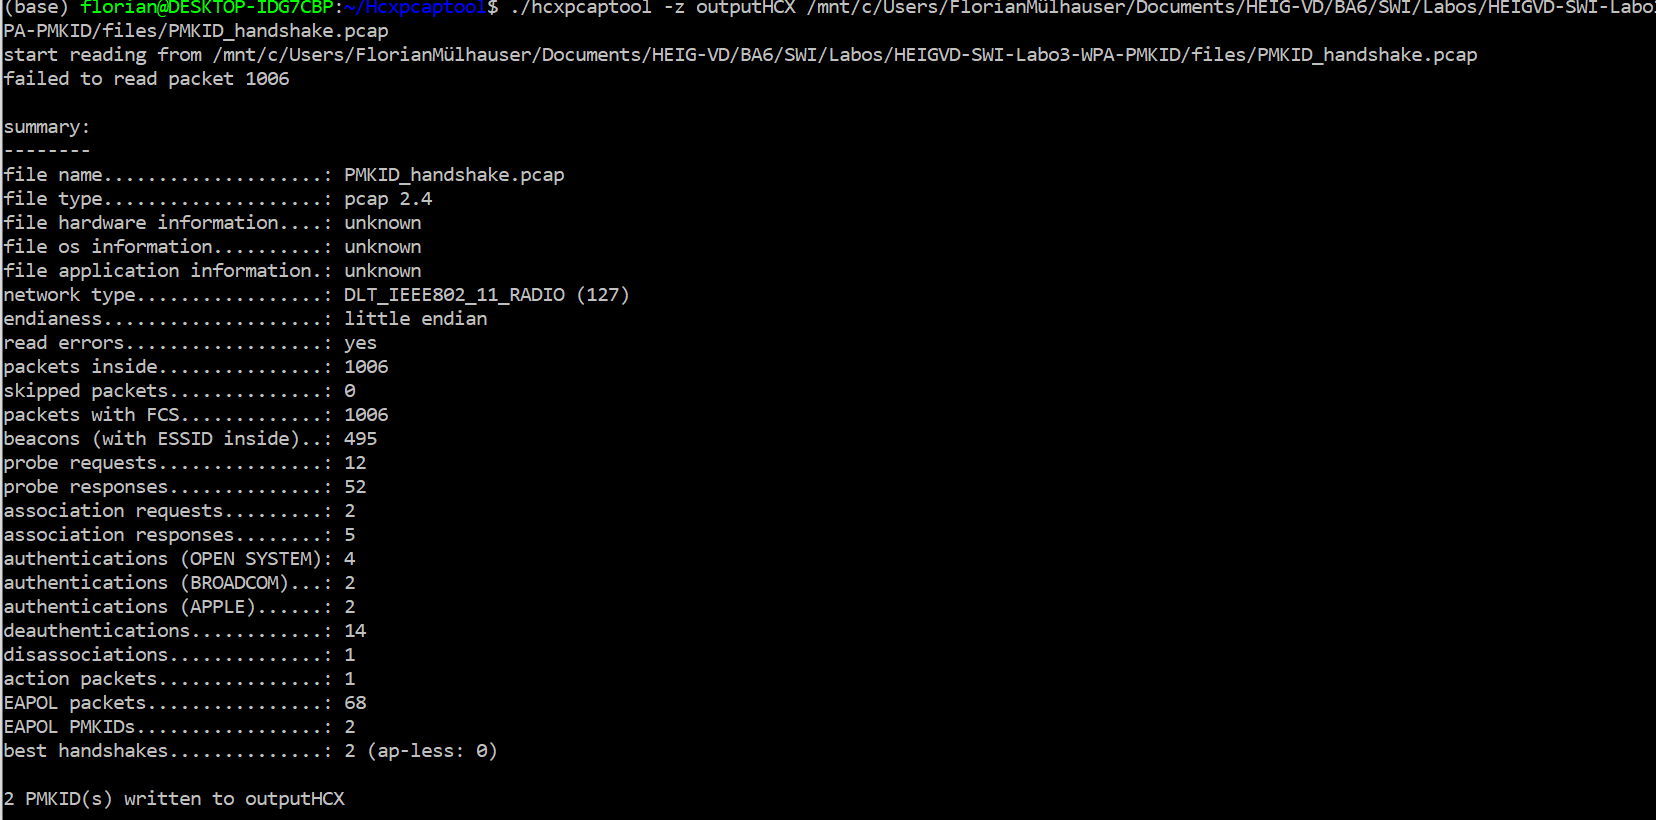 (base) florian@DESKTOP-IDG7CBP:~/Hcxpcaptool$ ./hcxpcaptool -z outputHCX /mnt/c/Users/FlorianMülhauser/Documents/HEIG-VD/BA6/SWI/Labos/HEIGVD-SWI-Labo3
PA-PMKID/files/PMKID_handshake.pcap
start reading from /mnt/c/Users/FlorianMülhauser/Documents/HEIG-VD/BA6/SWI/Labos/HEIGVD-SWI-Labo3-WPA-PMKID/files/PMKID_handshake.pcap
failed to read packet 1006
summary:
--------
file name....................: PMKID_handshake.pcap
file type....................: pcap 2.4
file hardware information....: unknown
file os information..........: unknown
file application information.: unknown
network type.................: DLT_IEEE802_11_RADIO (127)
endianess....................: little endian
read errors..................: yes
packets inside...............: 1006
skipped packets..............: 0
packets with FCS.............: 1006
beacons (with ESSID inside)..: 495
probe requests...............: 12
probe responses..............: 52
association requests.........: 2
association responses........: 5
authentications (OPEN SYSTEM): 4
authentications (BROADCOM)...: 2
authentications (APPLE)......: 2
deauthentications............: 14
disassociations..............: 1
action packets...............: 1
EAPOL packets................: 68
EAPOL PMKIDs.................: 2
best handshakes..............: 2 (ap-less: 0)
2 PMKID(s) written to outputHCX